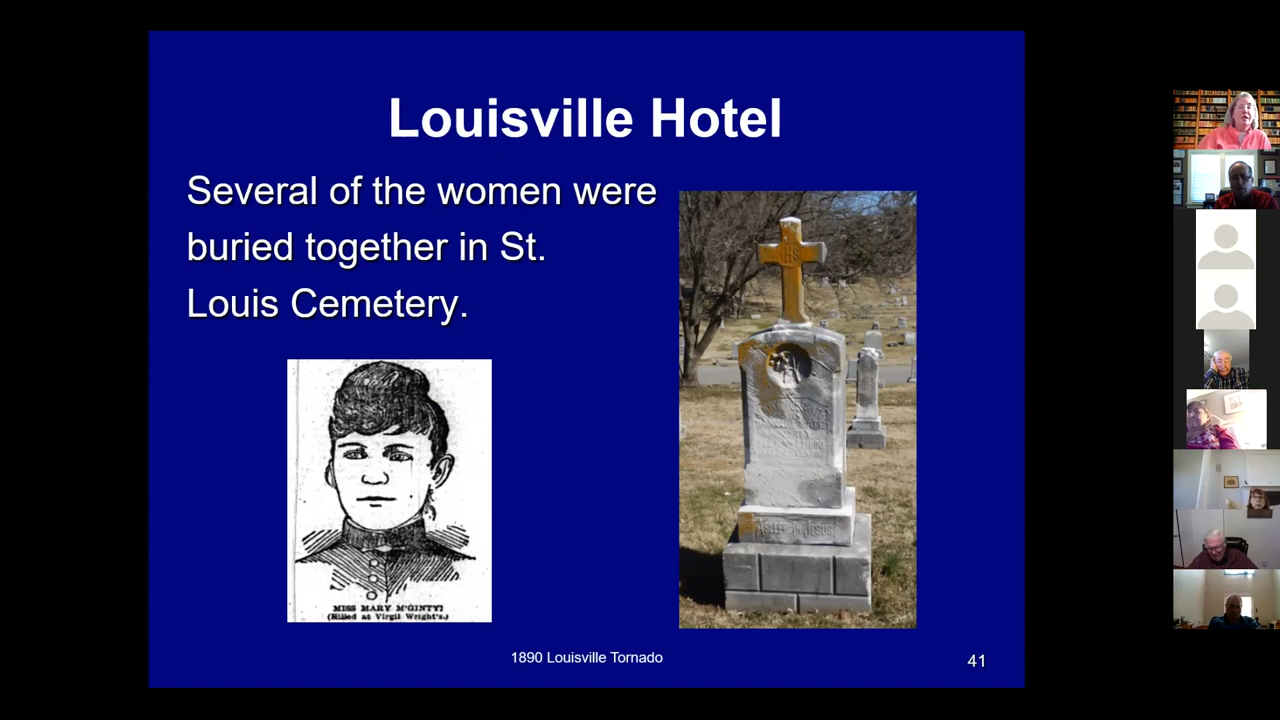 Louisville Hotel
Several of the women were
buried together in St.
Louis Cemetery.
IHS
ASLEEP IN JESUS
MISS MARY M'GINTY?
(Killed at Virgil Wright's.)
1890 Louisville Tornado
41